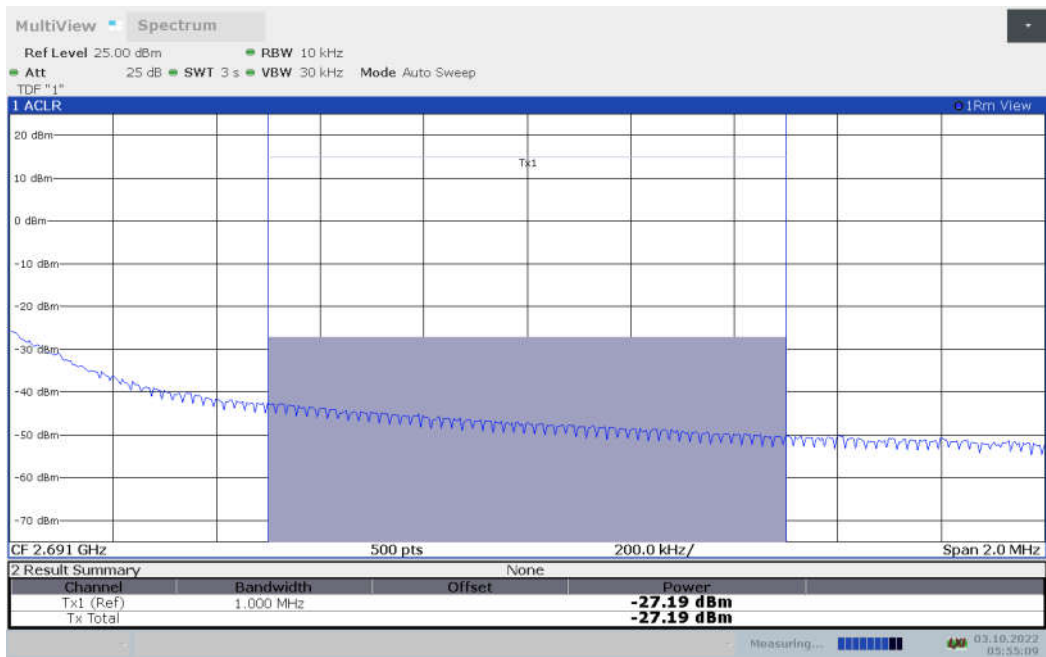 MultiView Spectrum
Ref Level 25.00 dBm RBW 10 kHz
Att 25 dB SWT 3 s VBW 30 kHz Mode Auto Sweep
TDF "1"
1 ACLR 1Rm View
20 dBm
Tx1
10 dBm
0 dBm
-10 dBm
-20 dBm
-30 dBm
-40 dBm
-50 dBm
-60 dBm
-70 dBm
CF 2.691 GHz 500 pts 200.0 kHz/ Span 2.0 MHz
2 Result Summary None
Channel Bandwidth Offset Power
Tx1 (Ref) 1.000 MHz -27.19 dBm
Tx Total -27.19 dBm
Measuring... 03.10.2022
05:55:09